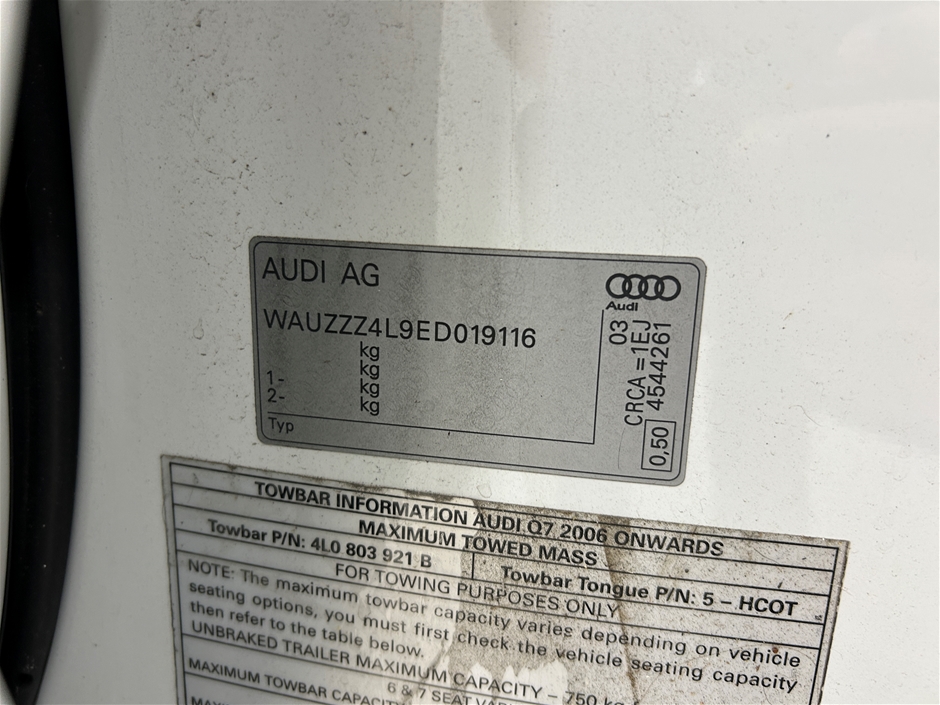 AUDI AG
Audi
WAUZZZ4L9ED019116
kg
kg
1- kg
2- kg
Typ
03
CRCA =1EJ
4544261
0,50
TOWBAR INFORMATION AUDI Q7 2006 ONWARDS
MAXIMUM TOWED MASS
Towbar P/N: 4L0 803 921 B
Towbar Tongue P/N: 5 – HCOT
FOR TOWING PURPOSES ONLY
NOTE: The maximum towbar capacity varies depending on vehicle
seating options, you must first check the vehicle seating capacity
then refer to the table below.
UNBRAKED TRAILER MAXIMUM CAPACITY – 750 kg
6 & 7 SEAT
MAXIMUM TOWBAR